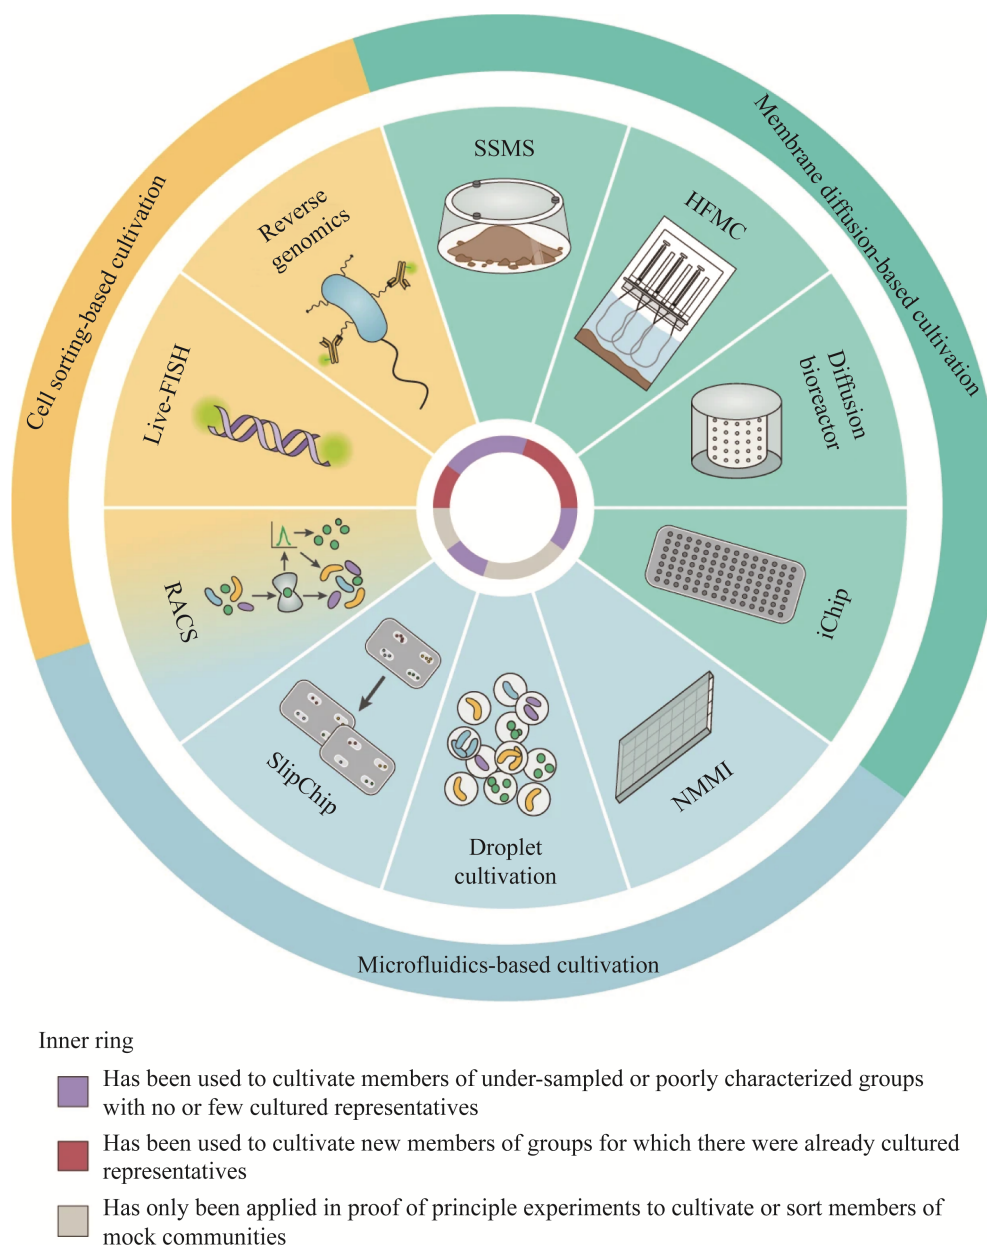 SSMS
HFMC
Diffusion
bioreactor
iChip
NMMI
Droplet
cultivation
SlipChip
RACS
Live-FISH
Reverse
genomics
Membrane diffusion-based cultivation
Microfluidics-based cultivation
Cell sorting-based cultivation
Inner ring
Has been used to cultivate members of under-sampled or poorly characterized groups
with no or few cultured representatives
Has been used to cultivate new members of groups for which there were already cultured
representatives
Has only been applied in proof of principle experiments to cultivate or sort members of
mock communities